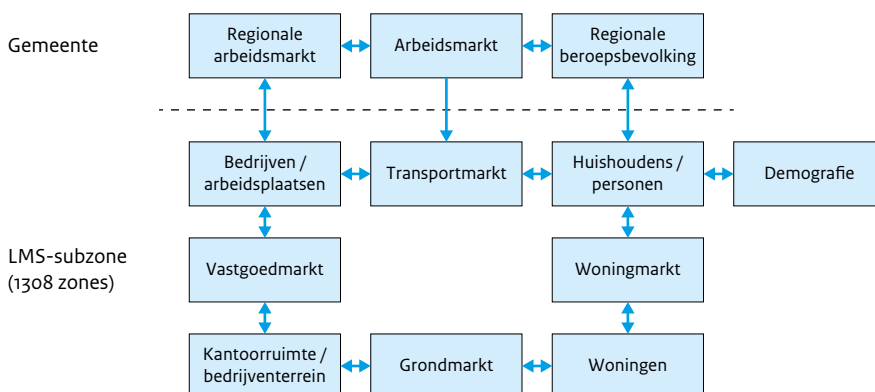 Gemeente
Regionale
arbeidsmarkt
Arbeidsmarkt
Regionale
beroepsbevolking
Bedrijven /
arbeidsplaatsen
Transportmarkt
Huishoudens /
personen
Demografie
LMS-subzone
(1308 zones)
Vastgoedmarkt
Woningmarkt
Kantoorruimte /
bedrijventerrein
Grondmarkt
Woningen